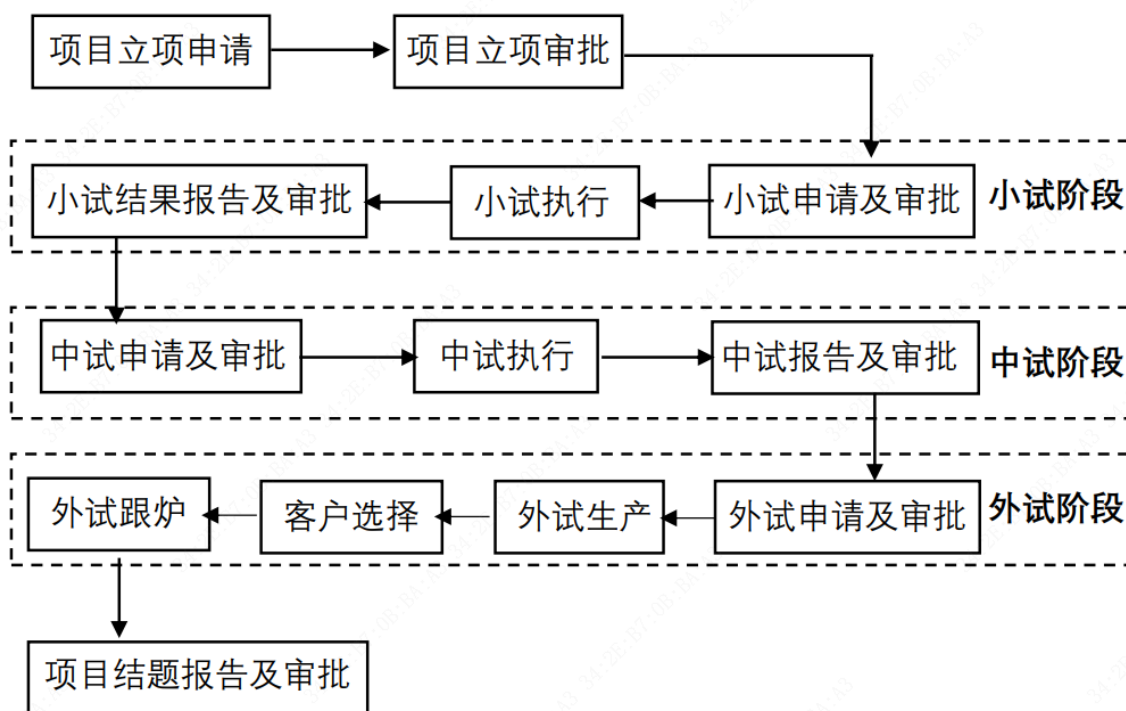 项目立项申请
项目立项审批
小试结果报告及审批
小试执行
小试申请及审批
小试阶段
中试申请及审批
中试执行
中试报告及审批
中试阶段
外试跟炉
客户选择
外试生产
外试申请及审批
外试阶段
项目结题报告及审批